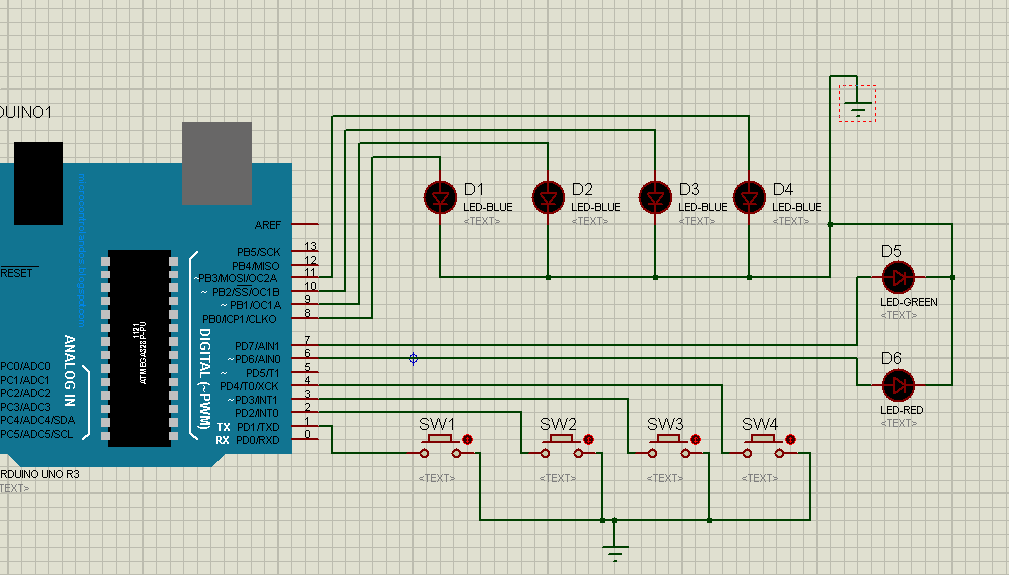 DUINO1
AREF
RESET
PB5/SCK 13
PB4/MISO 12
~PB3/MOSI/OC2A 11
~ PB2/SS/OC1B 10
~ PB1/OC1A 9
PB0/ICP1/CLKO 8
PD7/AIN1 7
~PD6/AIN0 6
~ PD5/T1 5
PD4/T0/XCK 4
~PD3/INT1 3
PD2/INT0 2
TX PD1/TXD 1
RX PD0/RXD 0
DIGITAL (~PWM)
ANALOG IN
1121
ATMEGA328P-PU
PC0/ADC0
PC1/ADC1
PC2/ADC2
PC3/ADC3
PC4/ADC4/SDA
PC5/ADC5/SCL
RDUINO UNO R3
TEXT>
D1
LED-BLUE
<TEXT>
D2
LED-BLUE
<TEXT>
D3
LED-BLUE
<TEXT>
D4
LED-BLUE
<TEXT>
D5
LED-GREEN
<TEXT>
D6
LED-RED
<TEXT>
SW1
<TEXT>
SW2
<TEXT>
SW3
<TEXT>
SW4
<TEXT>